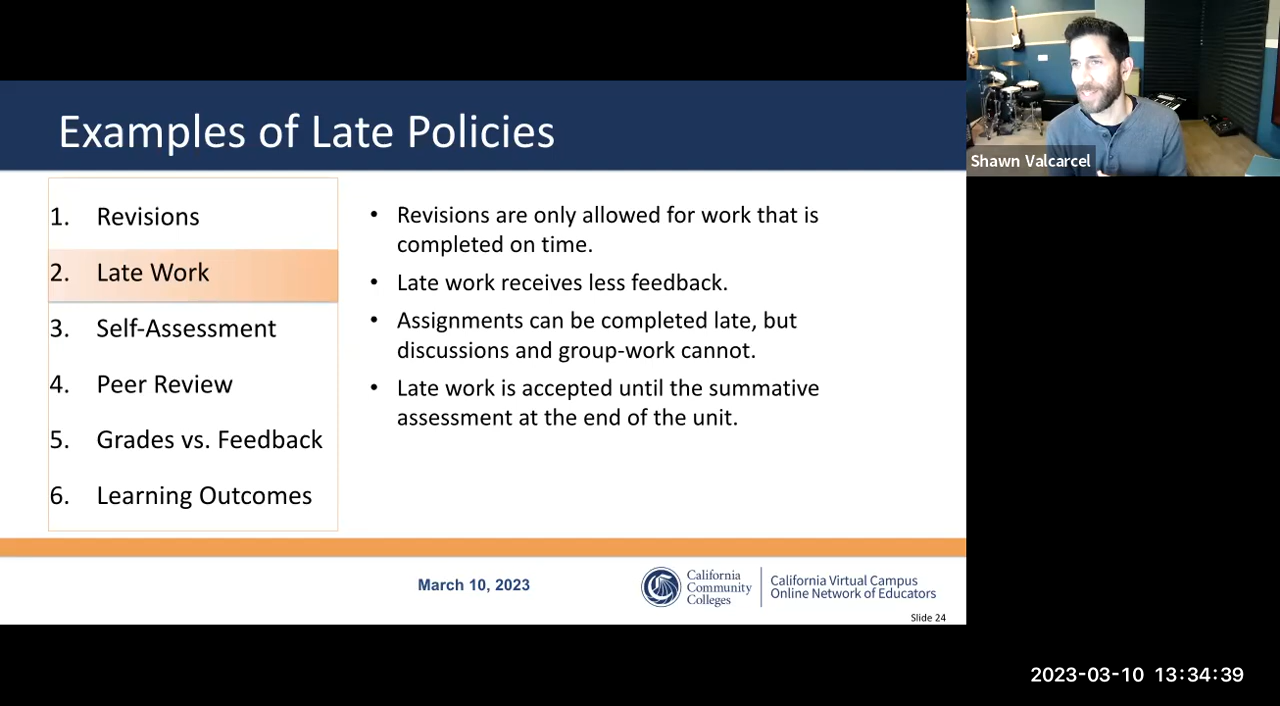 Examples of Late Policies
1. Revisions
2. Late Work
3. Self-Assessment
4. Peer Review
5. Grades vs. Feedback
6. Learning Outcomes
• Revisions are only allowed for work that is
completed on time.
• Late work receives less feedback.
• Assignments can be completed late, but
discussions and group-work cannot.
• Late work is accepted until the summative
assessment at the end of the unit.
Shawn Valcarcel
March 10, 2023
California
Community
Colleges
California Virtual Campus
Online Network of Educators
Slide 24
2023-03-10 13:34:39